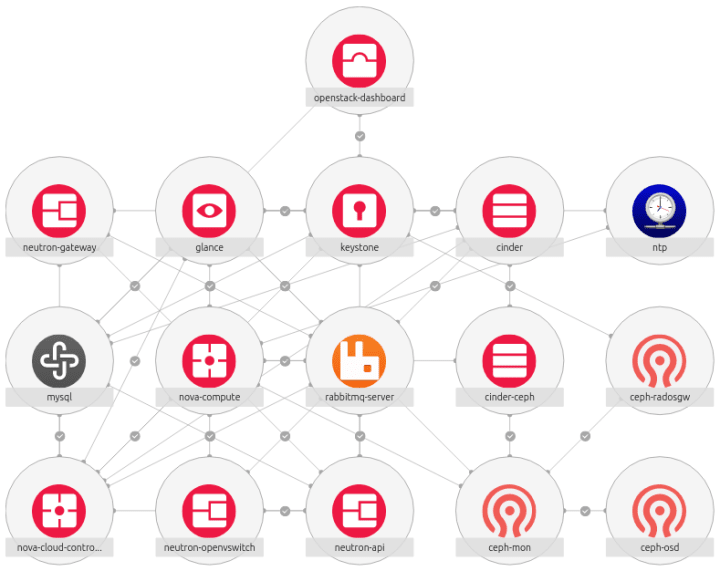 openstack-dashboard
neutron-gateway
glance
keystone
cinder
ntp
mysql
nova-compute
rabbitmq-server
cinder-ceph
ceph-radosgw
nova-cloud-contro...
neutron-openvswitch
neutron-api
ceph-mon
ceph-osd